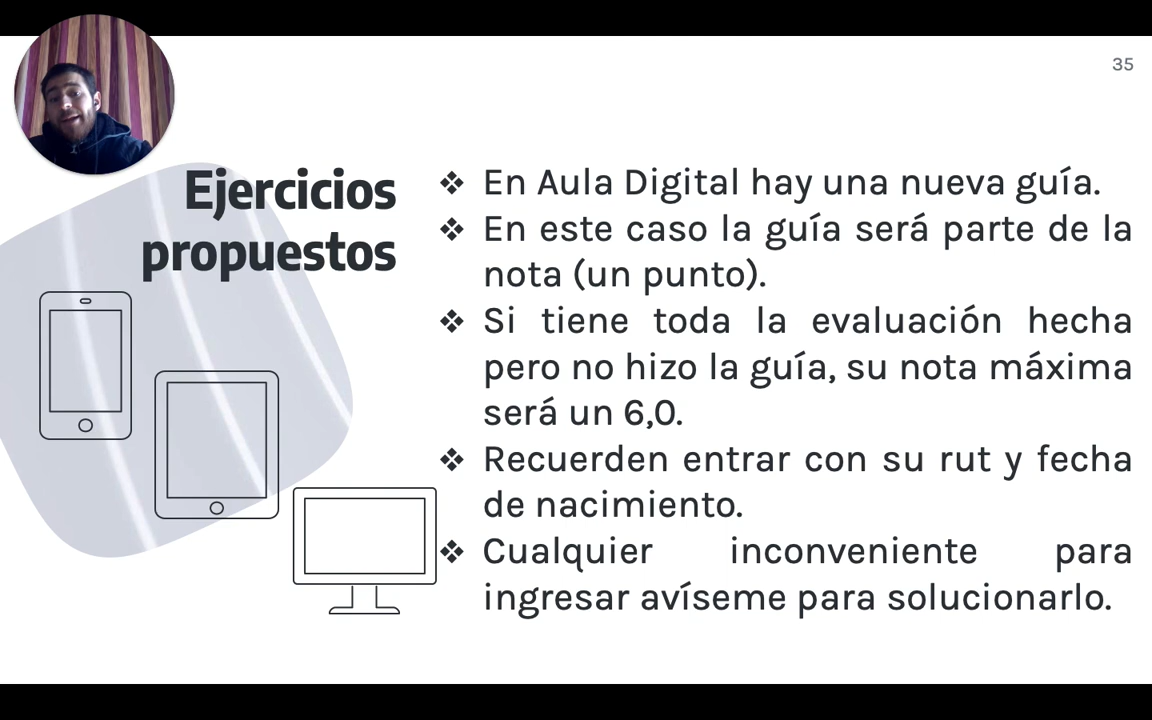 35
Ejercicios
propuestos
❖ En Aula Digital hay una nueva guía.
❖ En este caso la guía será parte de la
nota (un punto).
❖ Si tiene toda la evaluación hecha
pero no hizo la guía, su nota máxima
será un 6,0.
❖ Recuerden entrar con su rut y fecha
de nacimiento.
❖ Cualquier inconveniente para
ingresar avíseme para solucionarlo.